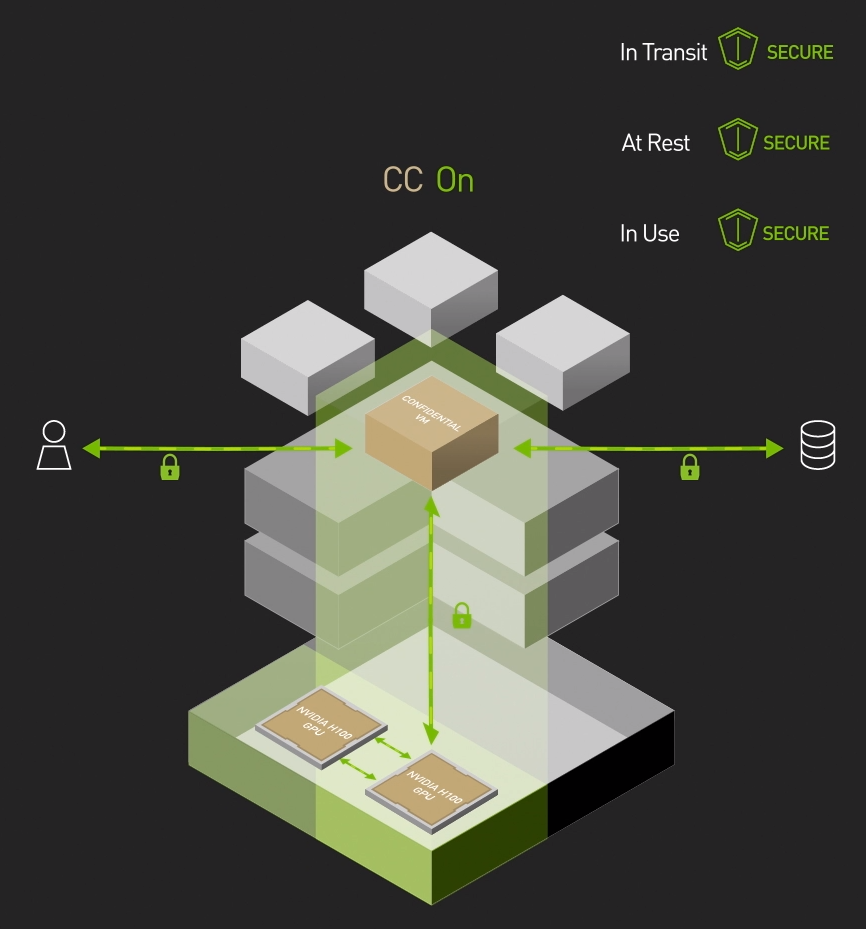 In Transit SECURE
At Rest SECURE
CC On
In Use SECURE
CONFIDENTIAL
VM
NVIDIA H100
GPU
NVIDIA H100
GPU